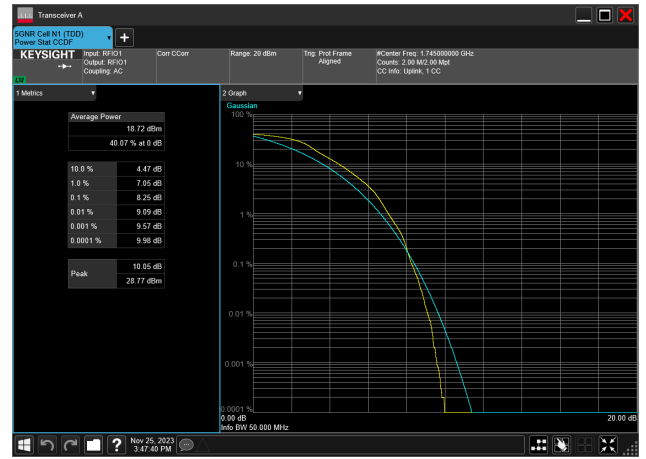 Transceiver A
5GNR Cell N1 (TDD)
Power Stat CCDF
KEYSIGHT
Input: RFIO1
Output: RFIO1
Coupling: AC
Corr CCorr
Range: 20 dBm
Trig: Prot Frame
Aligned
#Center Freq: 1.745000000 GHz
Counts: 2.00 M/2.00 Mpt
CC Info: Uplink, 1 CC
LXI
1 Metrics
Average Power
18.72 dBm
40.07 % at 0 dB
10.0 % 4.47 dB
1.0 % 7.05 dB
0.1 % 8.25 dB
0.01 % 9.09 dB
0.001 % 9.57 dB
0.0001 % 9.98 dB
Peak
10.05 dB
28.77 dBm
2 Graph
Gaussian
100 %
10 %
1 %
0.1 %
0.01 %
0.001 %
0.0001 %
0.00 dB
20.00 dB
Info BW 50.000 MHz
Nov 25, 2023
3:47:40 PM